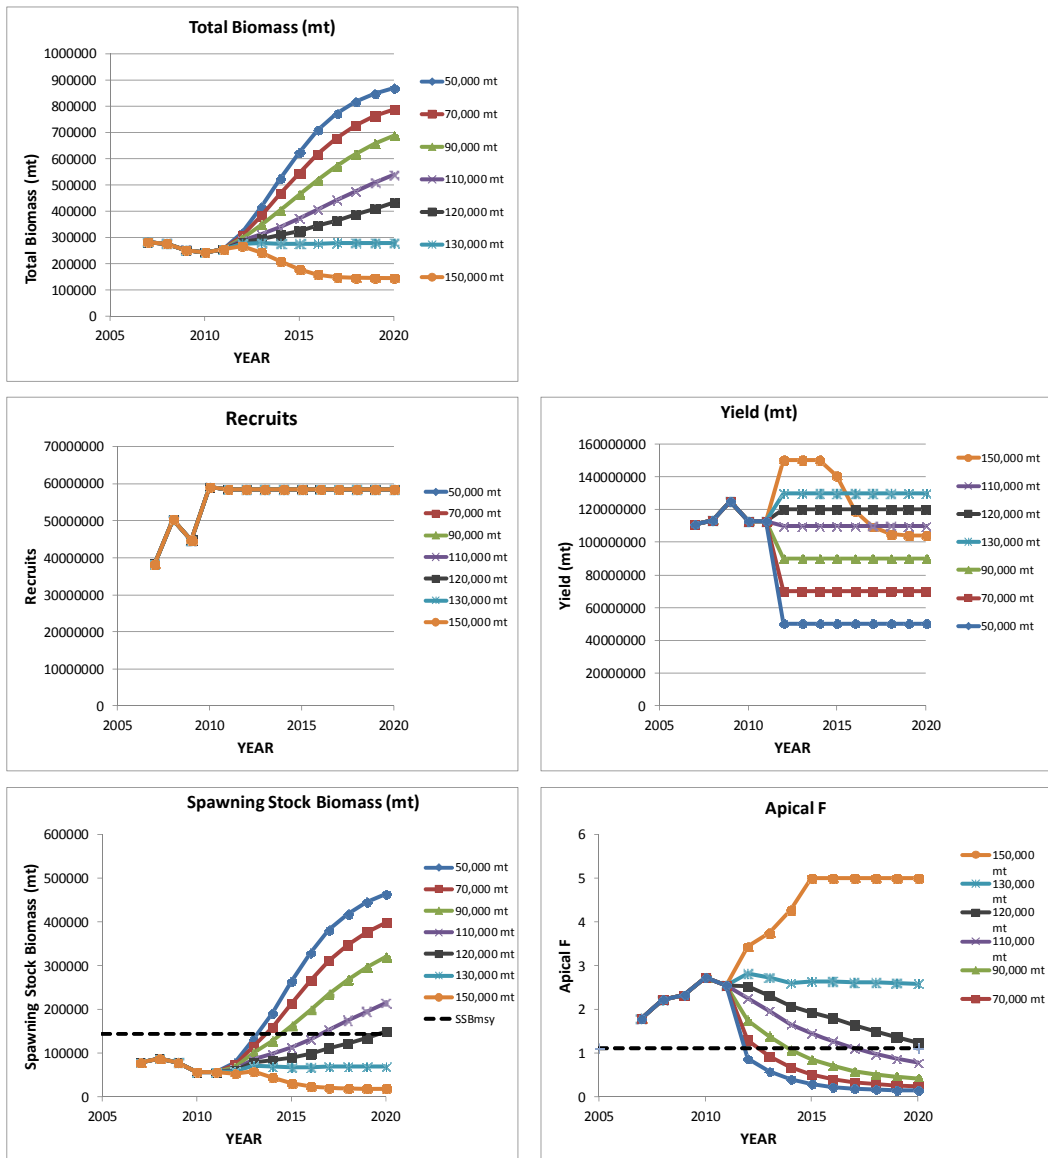 Total Biomass (mt)
1000000
900000
800000
700000
600000
500000
400000
300000
200000
100000
0
2005 2010 2015 2020
YEAR
Total Biomass (mt)
50,000 mt
70,000 mt
90,000 mt
110,000 mt
120,000 mt
130,000 mt
150,000 mt
Recruits
70000000
60000000
50000000
40000000
30000000
20000000
10000000
0
2005 2010 2015 2020
YEAR
Recruits
50,000 mt
70,000 mt
90,000 mt
110,000 mt
120,000 mt
130,000 mt
150,000 mt
Yield (mt)
160000000
140000000
120000000
100000000
80000000
60000000
40000000
20000000
0
2005 2010 2015 2020
YEAR
Yield (mt)
150,000 mt
110,000 mt
120,000 mt
130,000 mt
90,000 mt
70,000 mt
50,000 mt
Spawning Stock Biomass (mt)
600000
500000
400000
300000
200000
100000
0
2005 2010 2015 2020
YEAR
Spawning Stock Biomass (mt)
50,000 mt
70,000 mt
90,000 mt
110,000 mt
120,000 mt
130,000 mt
150,000 mt
SSBmsy
Apical F
6
5
4
3
2
1
0
2005 2010 2015 2020
YEAR
Apical F
150,000
mt
130,000
mt
120,000
mt
110,000
mt
90,000 mt
70,000 mt